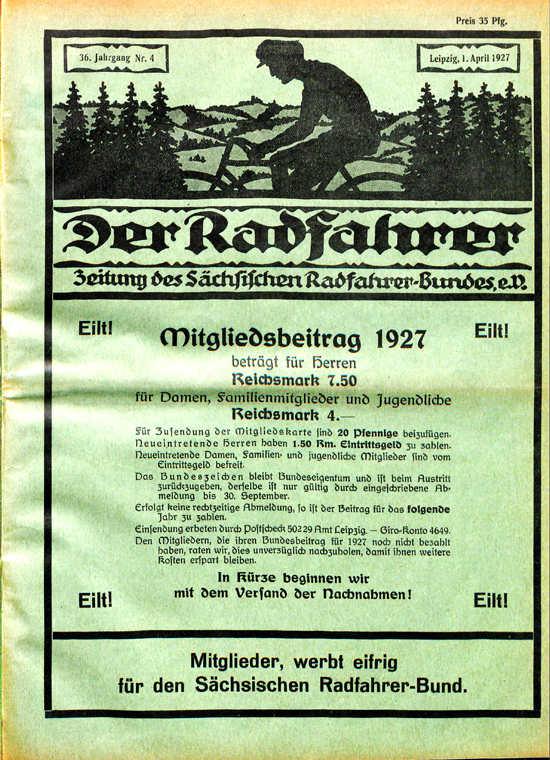 Preis 35 Pfg.
36. Jahrgang Nr. 4
Leipzig, 1. April 1927
Der Radfahrer
Zeitung des Sächsischen Radfahrer-Bundes, e.V.
Eilt!
Eilt!
Mitgliedsbeitrag 1927
beträgt für Herren
Reichsmark 7.50
für Damen, Familienmitglieder und Jugendliche
Reichsmark 4.—
Für Zusendung der Mitgliedskarte sind 20 Pfennige beizufügen.
Neueintretende Herren haben 1.50 Rm. Eintrittsgeld zu zahlen.
Neueintretende Damen, Familien- und jugendliche Mitglieder sind vom
Eintrittsgeld befreit.
Das Bundeszeichen bleibt Bundeseigentum und ist beim Austritt
zurückzugeben, derselbe ist nur gültig durch eingeschriebene Ab-
meldung bis 30. September.
Erfolgt keine rechtzeitige Abmeldung, so ist der Beitrag für das folgende
Jahr zu zahlen.
Einsendung erbeten durch Postscheck 50229 Amt Leipzig. — Giro-Konto 4649.
Den Mitgliedern, die ihren Bundesbeitrag für 1927 noch nicht bezahlt
haben, raten wir, dies unverzüglich nachzuholen, damit ihnen weitere
Kosten erspart bleiben.
In Kürze beginnen wir
mit dem Versand der Nachnahmen!
Eilt!
Eilt!
Mitglieder, werbt eifrig
für den Sächsischen Radfahrer-Bund.